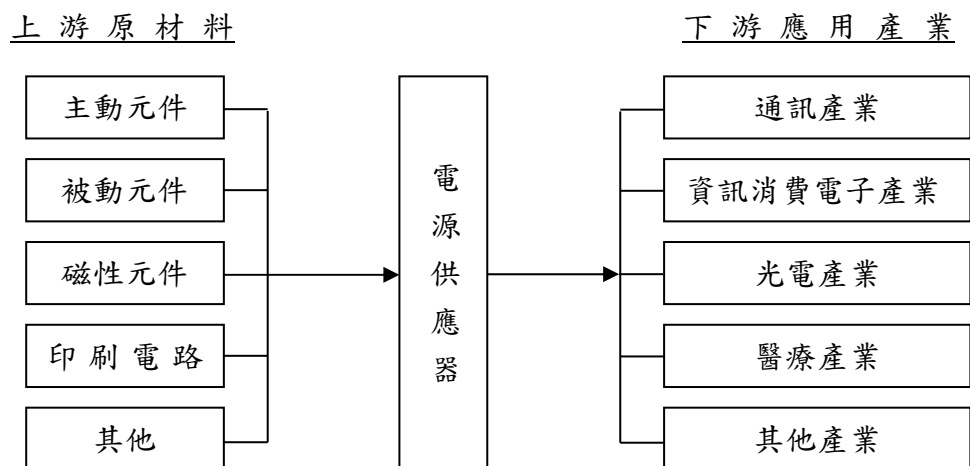 上游原材料
下游應用產業
主動元件
被動元件
磁性元件
印刷電路
其他
電源供應器
通訊產業
資訊消費電子產業
光電產業
醫療產業
其他產業